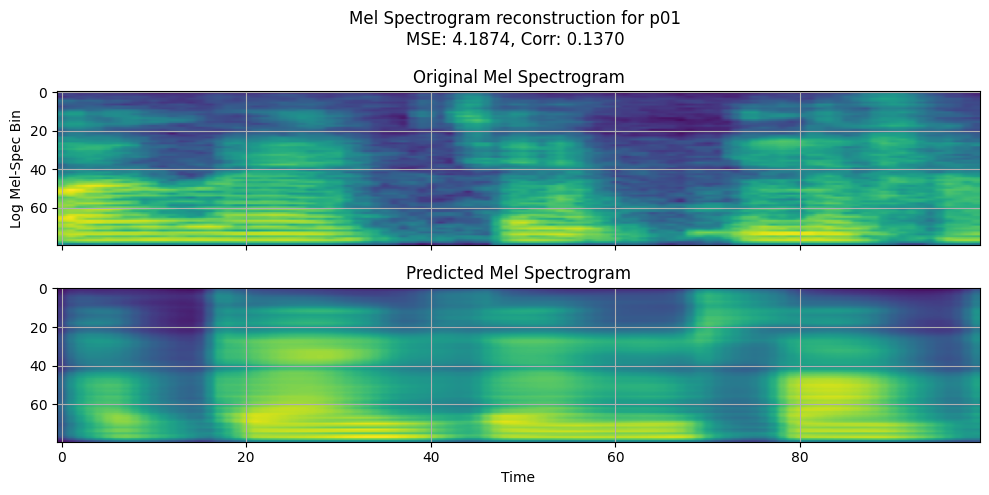 Mel Spectrogram reconstruction for p01
MSE: 4.1874, Corr: 0.1370
Original Mel Spectrogram
0
20
40
60
Log Mel-Spec Bin
Predicted Mel Spectrogram
0
20
40
60
0 20 40 60 80
Time